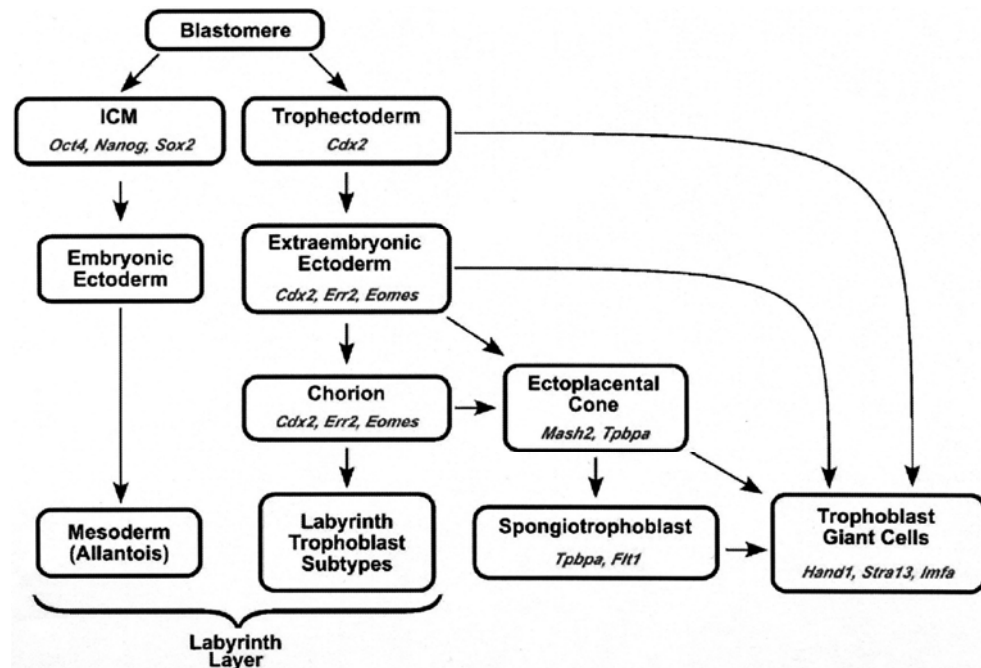 Blastomere
ICM
Oct4, Nanog, Sox2
Trophectoderm
Cdx2
Embryonic
Ectoderm
Extraembryonic
Ectoderm
Cdx2, Err2, Eomes
Chorion
Cdx2, Err2, Eomes
Ectoplacental
Cone
Mash2, Tpbpa
Mesoderm
(Allantois)
Labyrinth
Trophoblast
Subtypes
Spongiotrophoblast
Tpbpa, Flt1
Trophoblast
Giant Cells
Hand1, Stra13, Imfa
Labyrinth
Layer